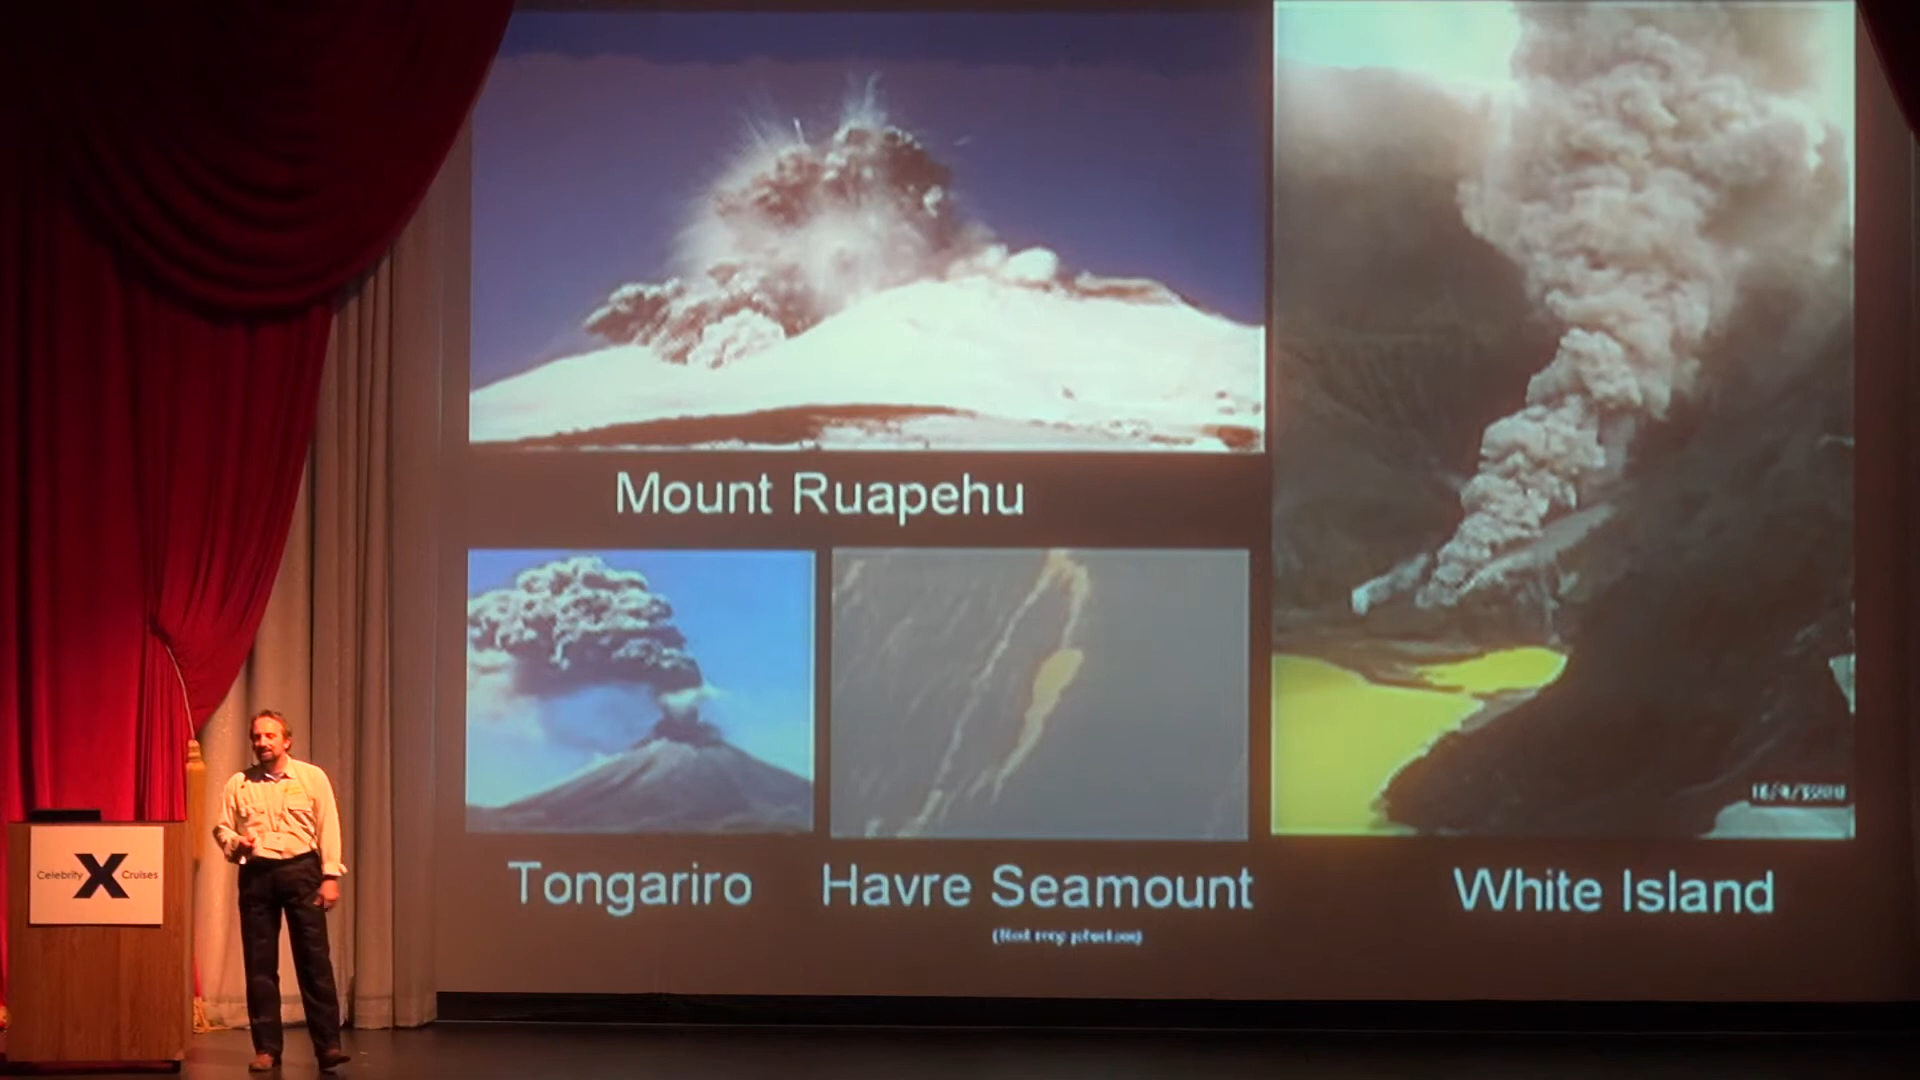 Mount Ruapehu
Tongariro
Havre Seamount
White Island
Celebrity X Cruises